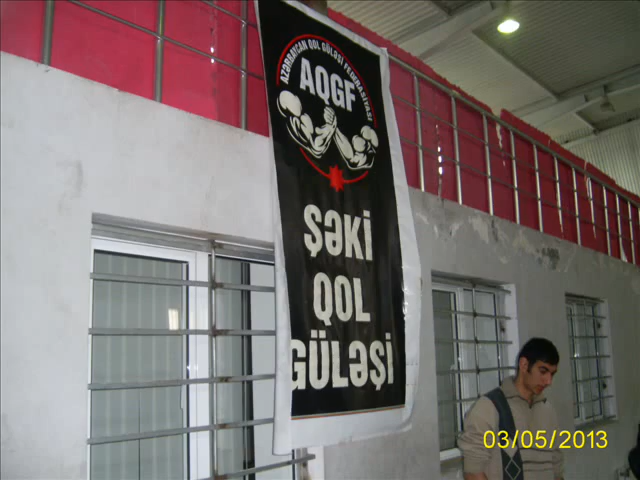 AZƏRBAYCAN QOL GÜLƏŞİ FEDERASİYASI
AQGF
ŞƏKİ
QOL
GÜLƏŞİ
03/05/2013